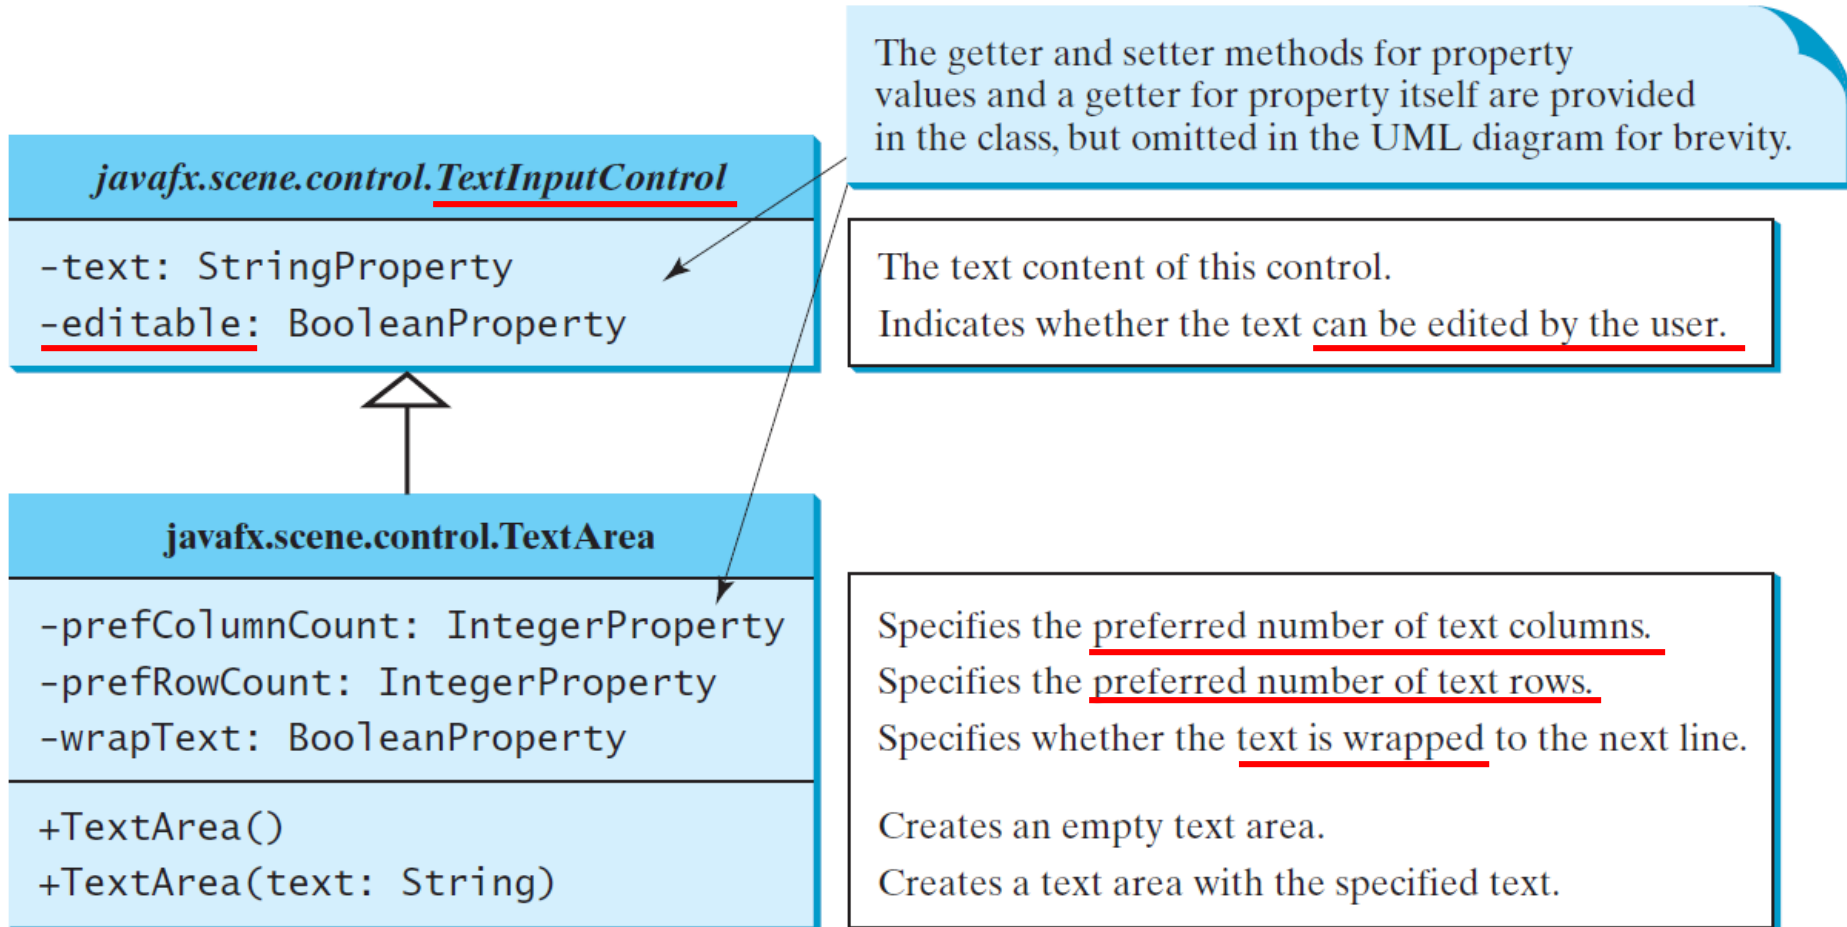 The getter and setter methods for property
values and a getter for property itself are provided
in the class, but omitted in the UML diagram for brevity.
javafx.scene.control.TextInputControl
-text: StringProperty
The text content of this control.
-editable: BooleanProperty
Indicates whether the text can be edited by the user.
javafx.scene.control.TextArea
-prefColumnCount: IntegerProperty
Specifies the preferred number of text columns.
-prefRowCount: IntegerProperty
Specifies the preferred number of text rows.
-wrapText: BooleanProperty
Specifies whether the text is wrapped to the next line.
+TextArea()
Creates an empty text area.
+TextArea(text: String)
Creates a text area with the specified text.